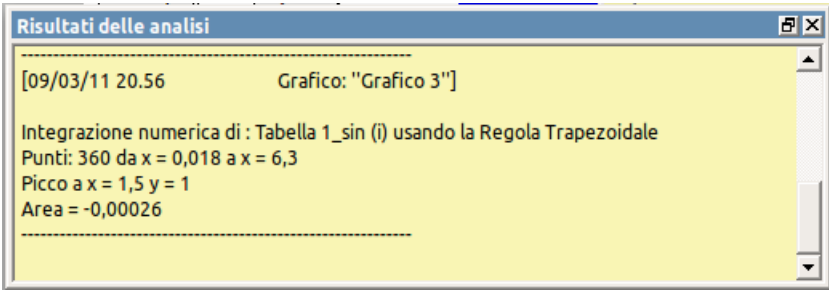 Risultati delle analisi
---------------------------------------------------------------
[09/03/11 20.56 Grafico: "Grafico 3"]
Integrazione numerica di : Tabella 1_sin (i) usando la Regola Trapezoidale
Punti: 360 da x = 0,018 a x = 6,3
Picco a x = 1,5 y = 1
Area = -0,00026
---------------------------------------------------------------